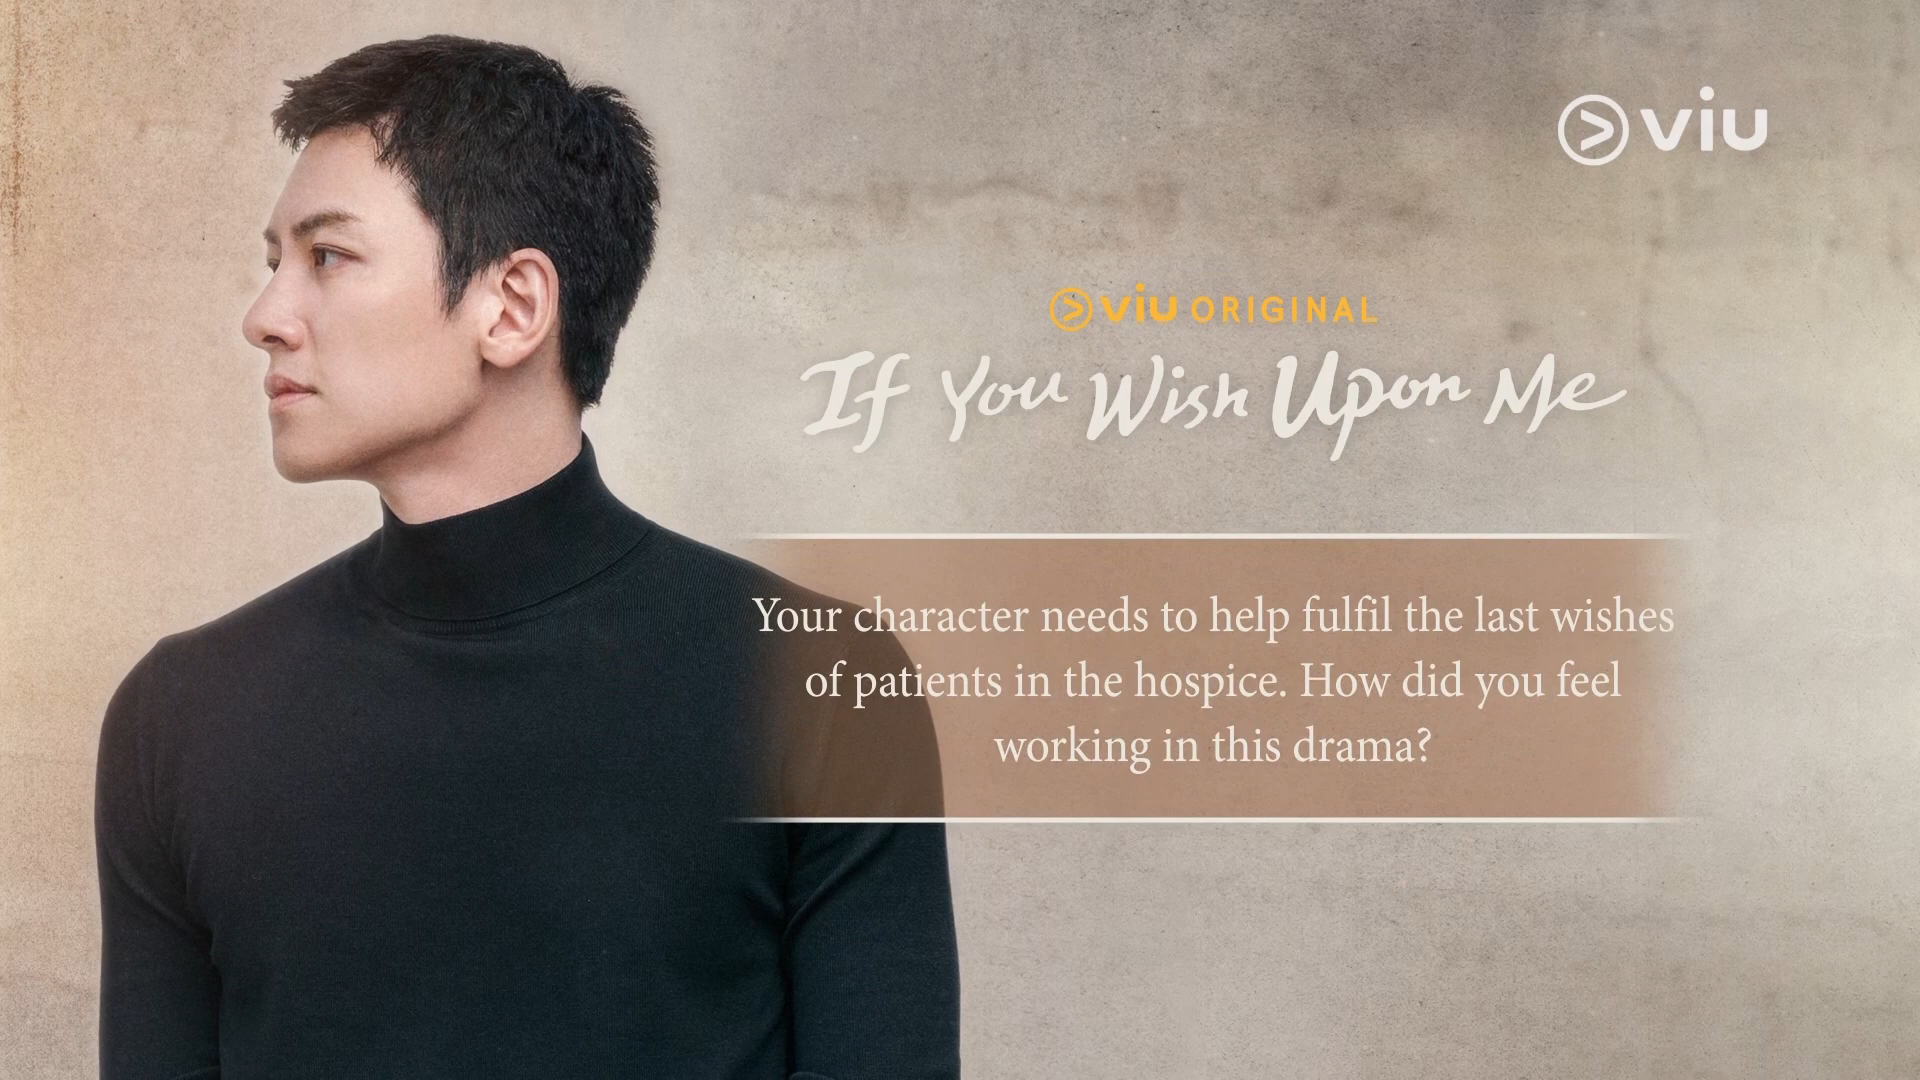 viu
viu ORIGINAL
If You Wish Upon Me
Your character needs to help fulfil the last wishes
of patients in the hospice. How did you feel
working in this drama?